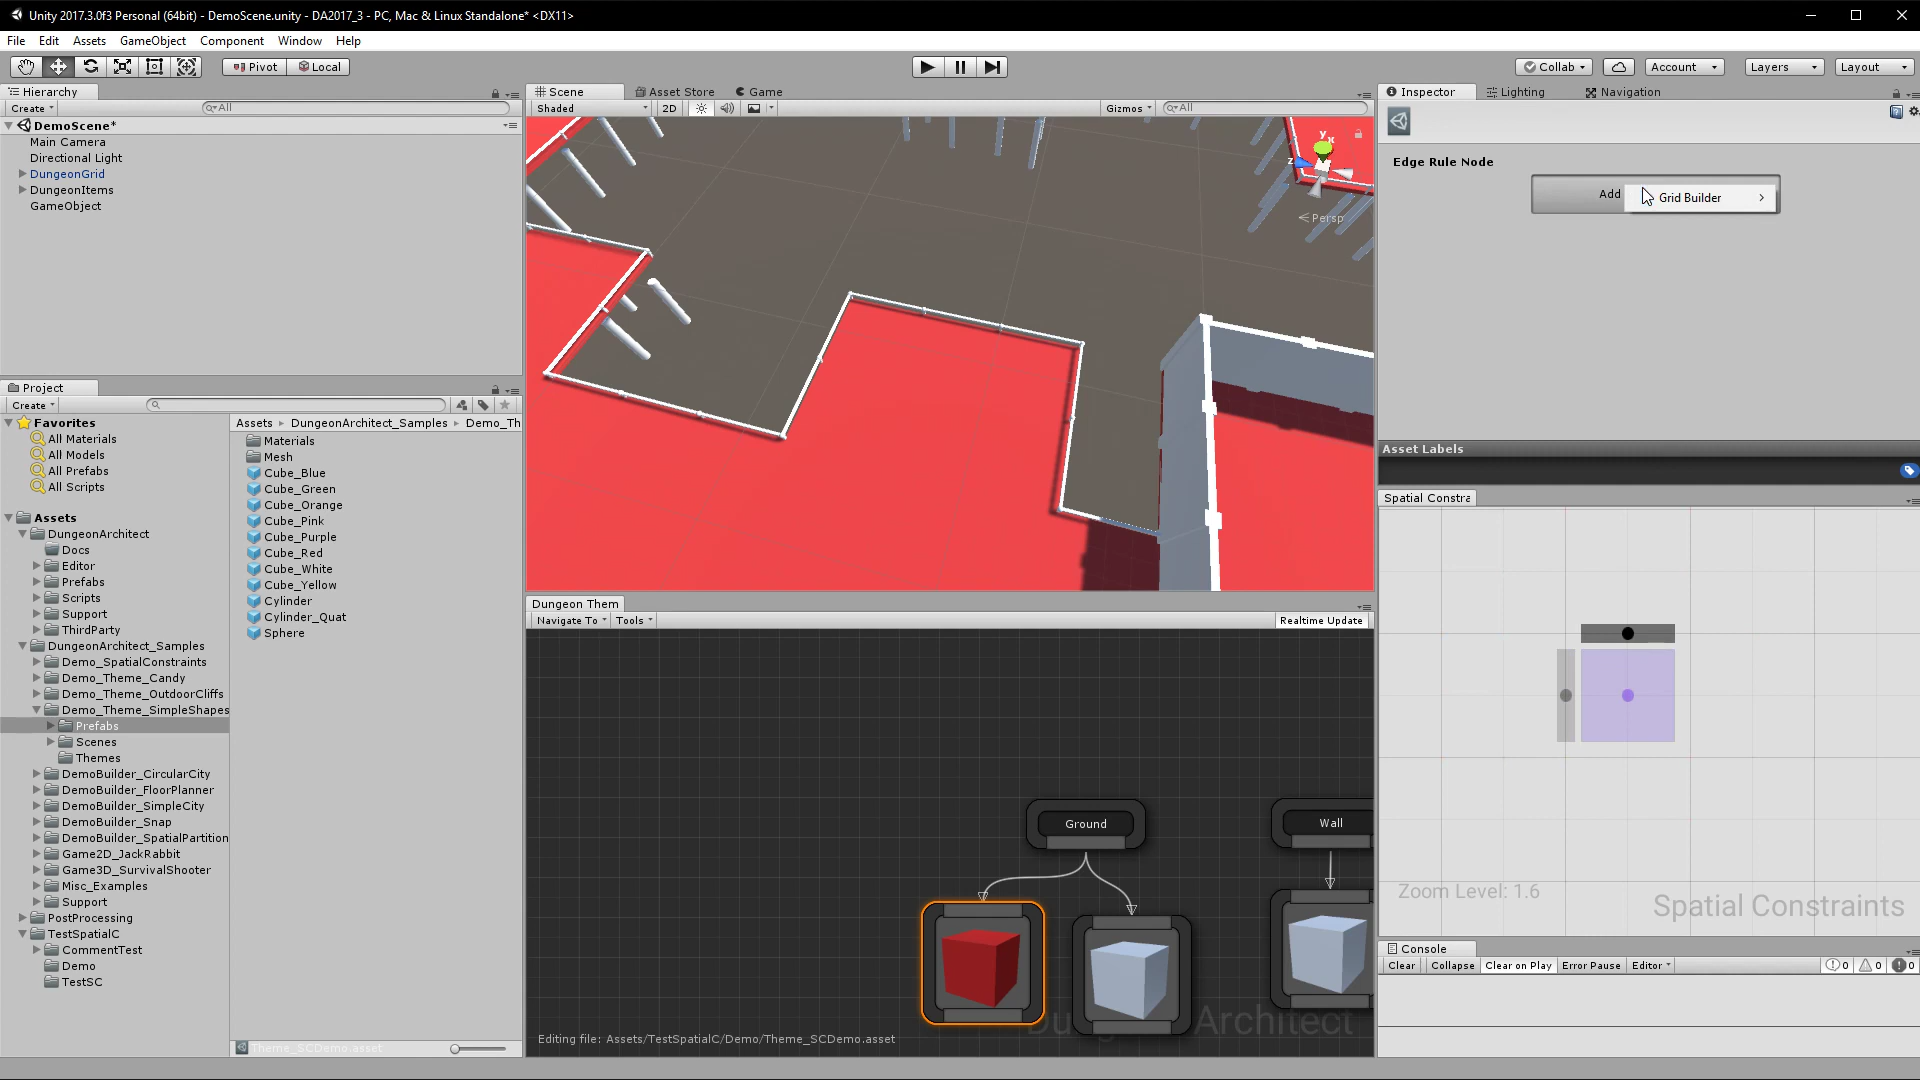 Unity 2017.3.0f3 Personal (64bit) - DemoScene.unity - DA2017_3 - PC, Mac & Linux Standalone* <DX11>
File Edit Assets GameObject Component Window Help
Pivot Local
Collab Account Layers Layout
Hierarchy
Create All
DemoScene*
Main Camera
Directional Light
DungeonGrid
DungeonItems
GameObject
Project
Create
Favorites
All Materials
All Models
All Prefabs
All Scripts
Assets
DungeonArchitect
Docs
Editor
Prefabs
Scripts
Support
ThirdParty
DungeonArchitect_Samples
Demo_SpatialConstraints
Demo_Theme_Candy
Demo_Theme_OutdoorCliffs
Demo_Theme_SimpleShapes
Prefabs
Scenes
Themes
DemoBuilder_CircularCity
DemoBuilder_FloorPlanner
DemoBuilder_SimpleCity
DemoBuilder_Snap
DemoBuilder_SpatialPartition
Game2D_JackRabbit
Game3D_SurvivalShooter
Misc_Examples
Support
PostProcessing
TestSpatialC
CommentTest
Demo
TestSC
Assets DungeonArchitect_Samples Demo_Th
Materials
Mesh
Cube_Blue
Cube_Green
Cube_Orange
Cube_Pink
Cube_Purple
Cube_Red
Cube_White
Cube_Yellow
Cylinder
Cylinder_Quat
Sphere
Theme_SCDemo.asset
Scene Asset Store Game
Shaded 2D Gizmos All
y
x
z
Persp
Dungeon Them
Navigate To Tools Realtime Update
Ground
Wall
Architect
Editing file: Assets/TestSpatialC/Demo/Theme_SCDemo.asset
Inspector Lighting Navigation
Edge Rule Node
Add Grid Builder
Asset Labels
Spatial Constra
Zoom Level: 1.6
Spatial Constraints
Console
Clear Collapse Clear on Play Error Pause Editor 0 0 0